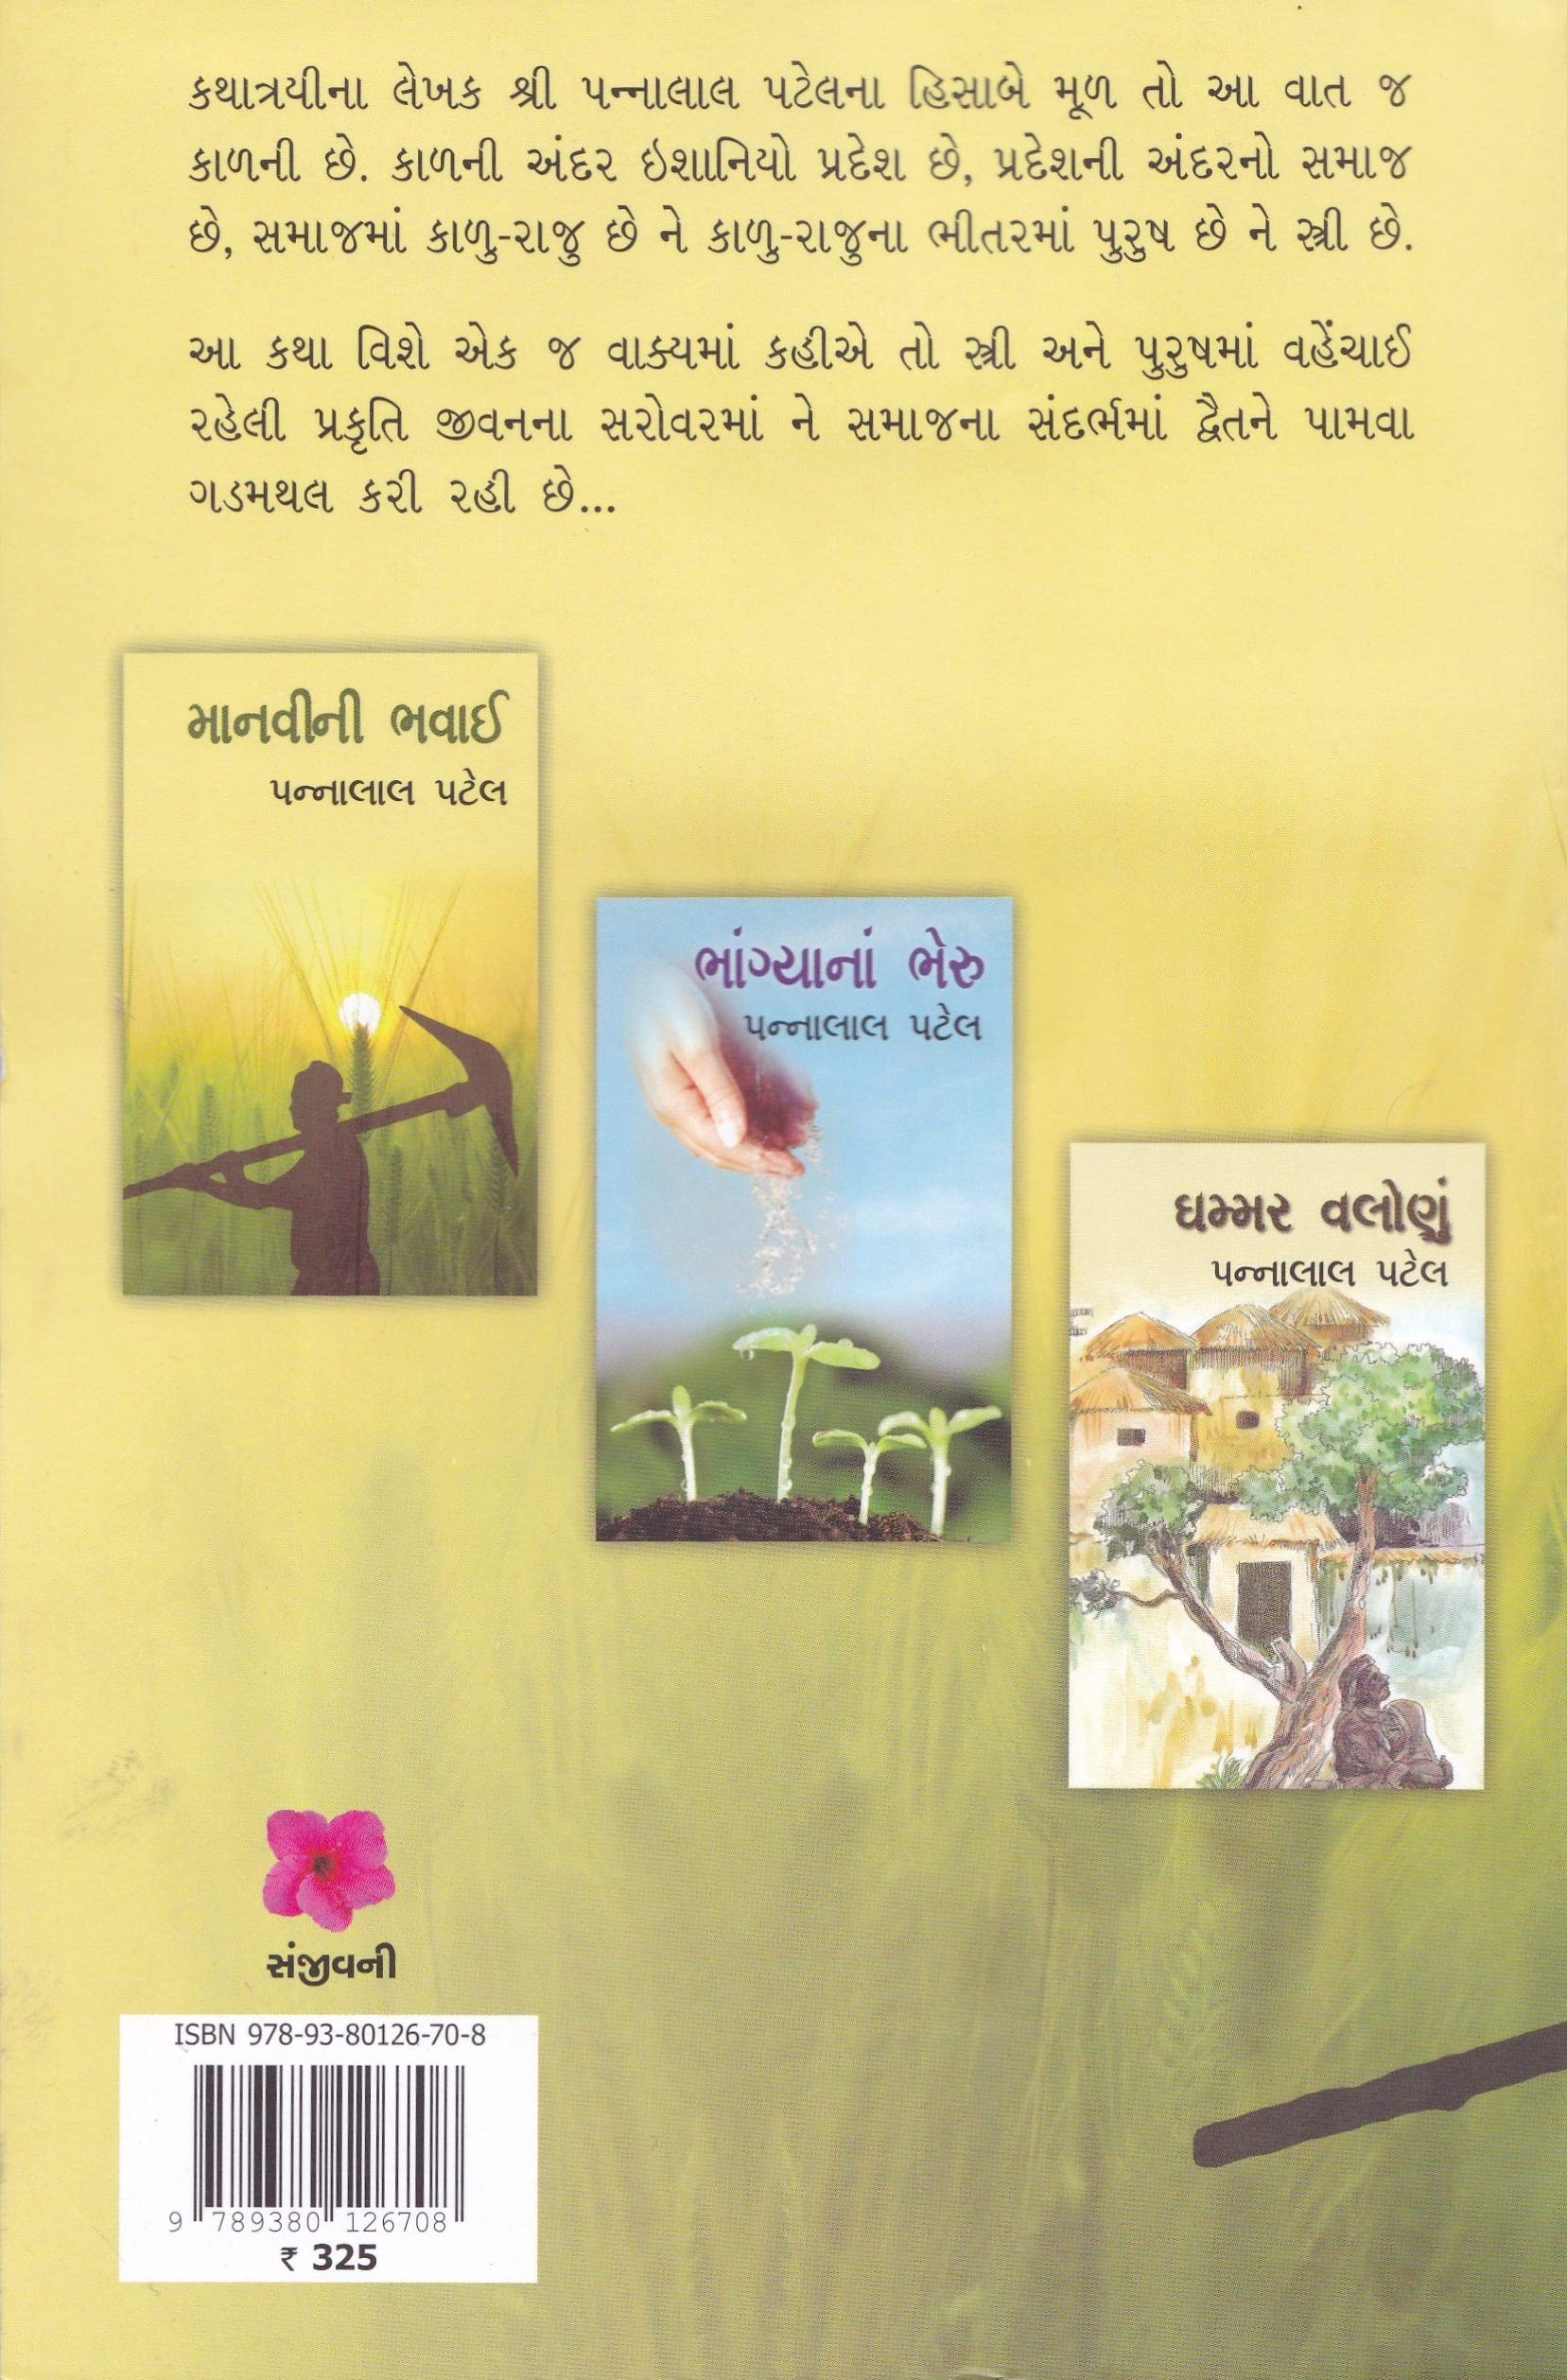 કથાત્રયીના લેખક શ્રી પન્નાલાલ પટેલના હિસાબે મૂળ તો આ વાત જ
કાળની છે. કાળની અંદર ઇશાનિયો પ્રદેશ છે, પ્રદેશની અંદરનો સમાજ
છે, સમાજમાં કાળુ-રાજુ છે ને કાળુ-રાજુના ભીતરમાં પુરુષ છે ને સ્ત્રી છે.
આ કથા વિશે એક જ વાક્યમાં કહીએ તો સ્ત્રી અને પુરુષમાં વહેંચાઈ
રહેલી પ્રકૃતિ જીવનના સરોવરમાં ને સમાજના સંદર્ભમાં દ્વૈતને પામવા
ગડમથલ કરી રહી છે...
માનવીની ભવાઈ
પન્નાલાલ પટેલ
ભાંગ્યાનાં ભેરુ
પન્નાલાલ પટેલ
ઘમ્મર વલોણું
પન્નાલાલ પટેલ
સંજીવની
ISBN 978-93-80126-70-8
9 789380 126708
₹ 325